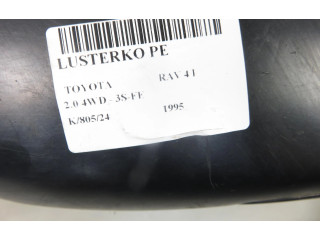 LUSTERKO PE
TOYOTA RAV 4 I
2.0 4WD - 3S-FE
K/805/24 1995